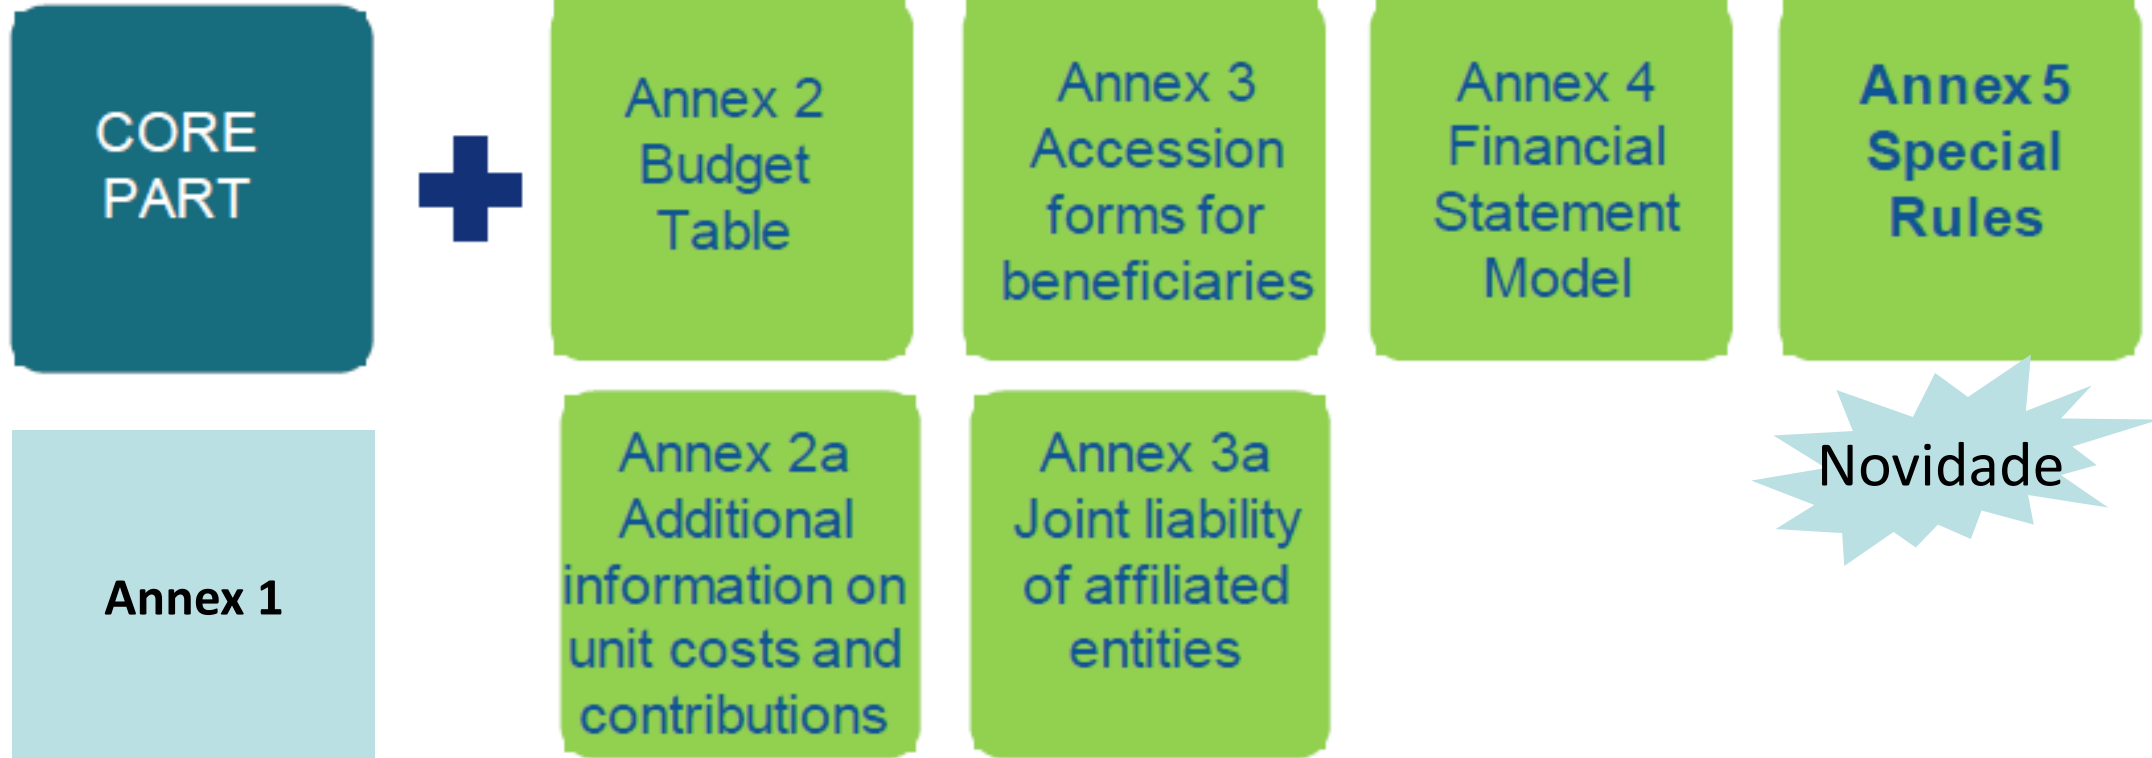 CORE
PART
Annex 2
Budget
Table
Annex 3
Accession
forms for
beneficiaries
Annex 4
Financial
Statement
Model
Annex 5
Special
Rules
Novidade
Annex 1
Annex 2a
Additional
information on
unit costs and
contributions
Annex 3a
Joint liability
of affiliated
entities